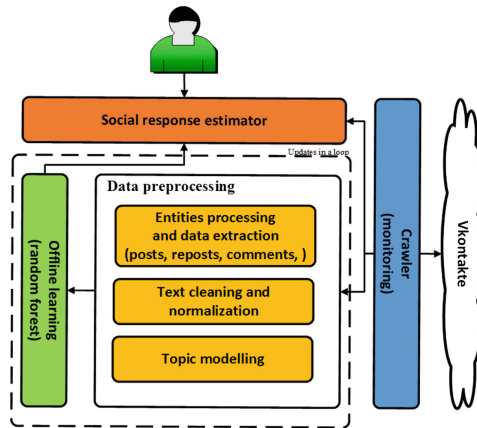 Social response estimator
Updates in a loop
Data preprocessing
Entities processing
and data extraction
(posts, reposts, comments, )
Text cleaning and
normalization
Topic modelling
Offline learning
(random forest)
Crawler
(monitoring)
Vkontakte